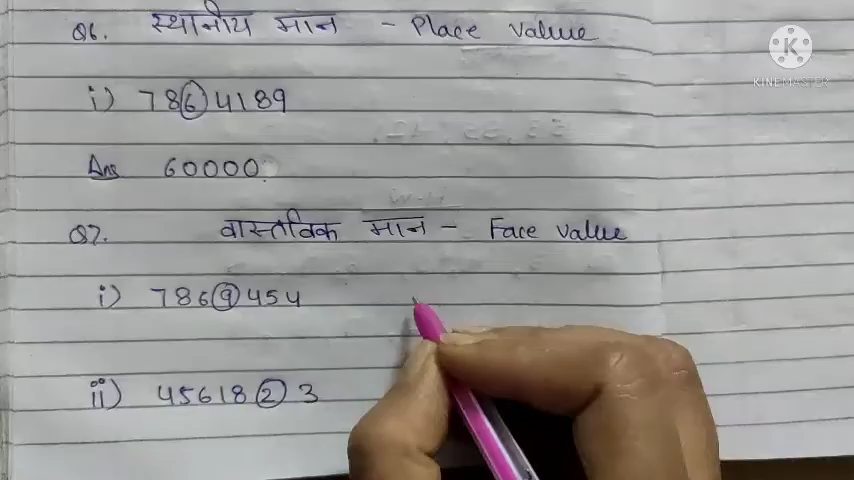 Q6. स्थानीय मान - Place value
i) 7864189
Ans 60000.
Q7. वास्तविक मान - Face value
i) 7869454
ii) 4561823
KINEMASTER